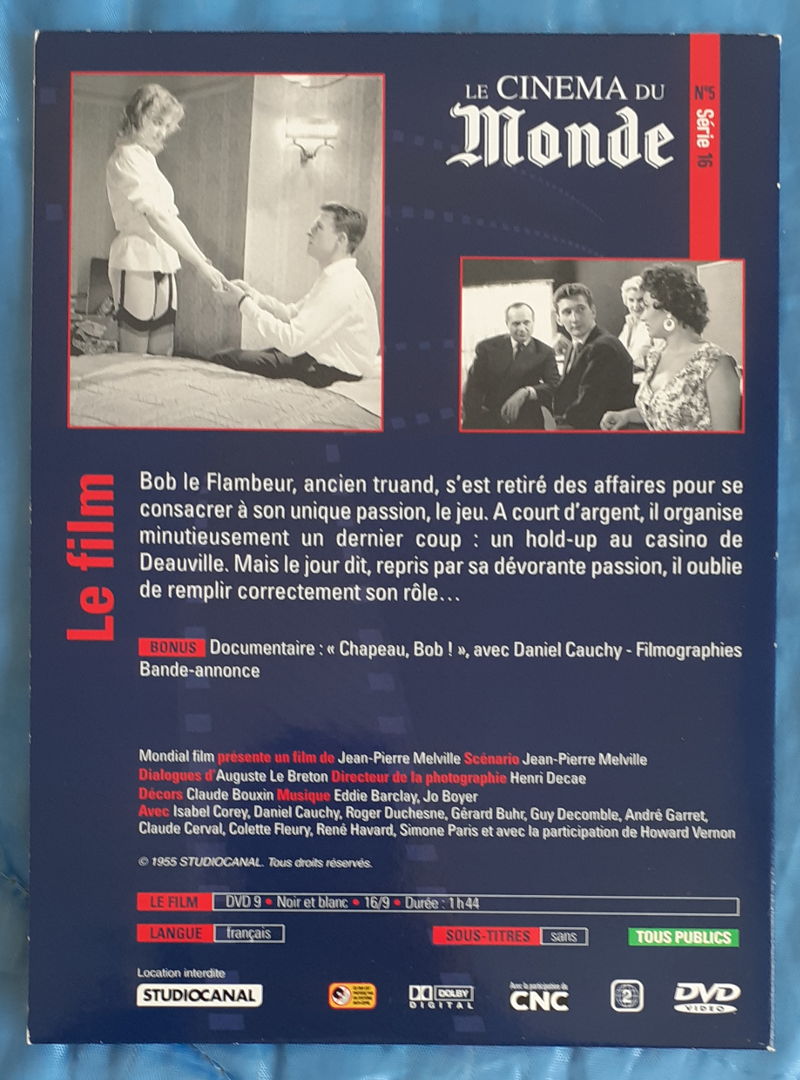 LE CINEMA DU
Monde
N°5
Série 16
Le film
Bob le Flambeur, ancien truand, s'est retiré des affaires pour se
consacrer à son unique passion, le jeu. A court d'argent, il organise
minutieusement un dernier coup : un hold-up au casino de
Deauville. Mais le jour dit, repris par sa dévorante passion, il oublie
de remplir correctement son rôle...
BONUS Documentaire : « Chapeau, Bob ! », avec Daniel Cauchy - Filmographies
Bande-annonce
Mondial film présente un film de Jean-Pierre Melville Scénario Jean-Pierre Melville
Dialogues d'Auguste Le Breton Directeur de la photographie Henri Decae
Décors Claude Bouxin Musique Eddie Barclay, Jo Boyer
Avec Isabel Corey, Daniel Cauchy, Roger Duchesne, Gérard Buhr, Guy Decomble, André Garret,
Claude Cerval, Colette Fleury, René Havard, Simone Paris et avec la participation de Howard Vernon
© 1955 STUDIOCANAL. Tous droits réservés.
LE FILM DVD 9 • Noir et blanc • 16/9 • Durée : 1h44
LANGUE français SOUS-TITRES sans TOUS PUBLICS
Location interdite
STUDIOCANAL
DOLBY
DIGITAL
Avec la participation du
CNC
2
DVD
VIDEO